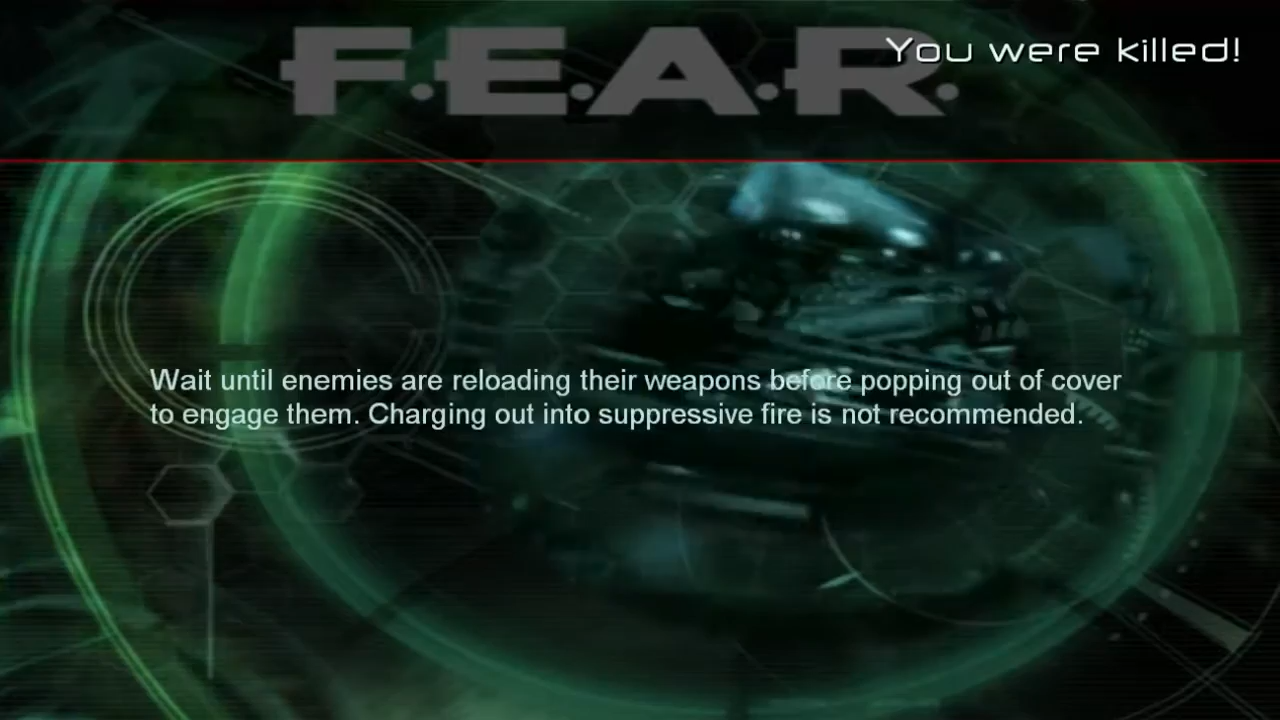 F.E.A.R.
You were killed!
Wait until enemies are reloading their weapons before popping out of cover
to engage them. Charging out into suppressive fire is not recommended.